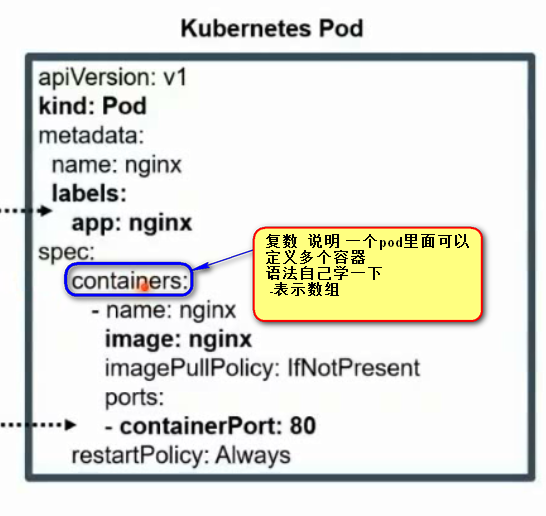 Kubernetes Pod
apiVersion: v1
kind: Pod
metadata:
name: nginx
labels:
app: nginx
spec:
containers:
- name: nginx
image: nginx
imagePullPolicy: IfNotPresent
ports:
- containerPort: 80
restartPolicy: Always
复数 说明 一个pod里面可以
定义多个容器
语法自己学一下
-表示数组